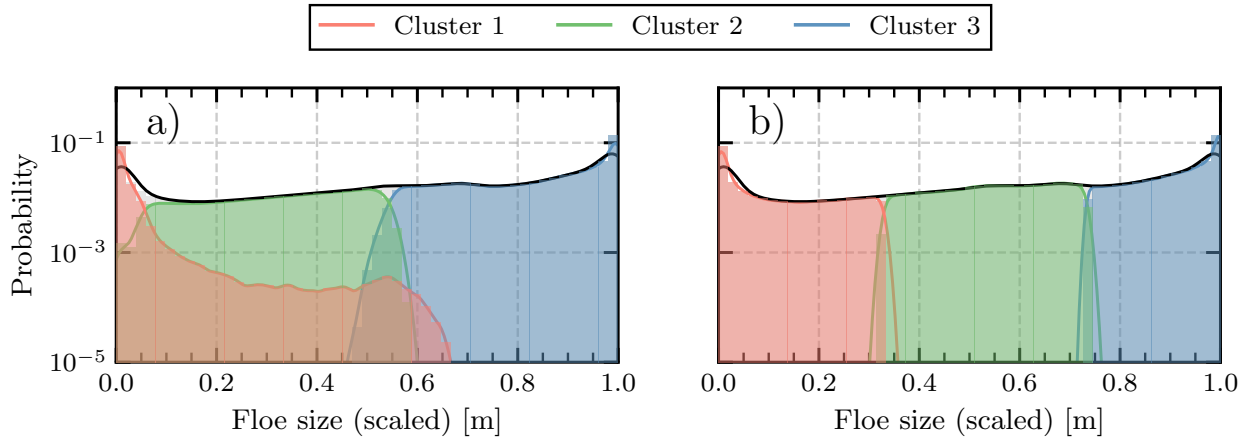 Cluster 1 Cluster 2 Cluster 3
a) b)
Probability
10⁻¹
10⁻³
10⁻⁵
0.0 0.2 0.4 0.6 0.8 1.0
0.0 0.2 0.4 0.6 0.8 1.0
Floe size (scaled) [m]
Floe size (scaled) [m]